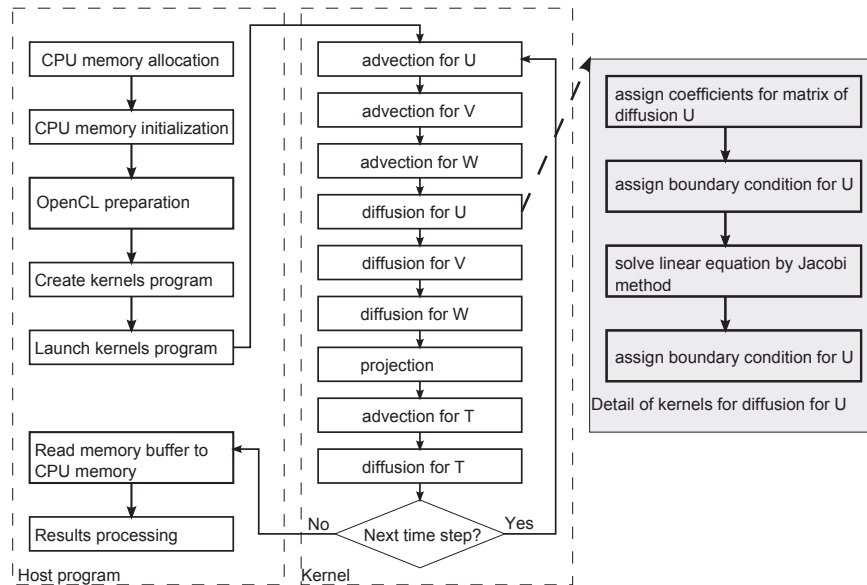 CPU memory allocation
CPU memory initialization
OpenCL preparation
Create kernels program
Launch kernels program
Read memory buffer to
CPU memory
Results processing
Host program
advection for U
advection for V
advection for W
diffusion for U
diffusion for V
diffusion for W
projection
advection for T
diffusion for T
Next time step?
No
Yes
Kernel
assign coefficients for matrix of
diffusion U
assign boundary condition for U
solve linear equation by Jacobi
method
assign boundary condition for U
Detail of kernels for diffusion for U